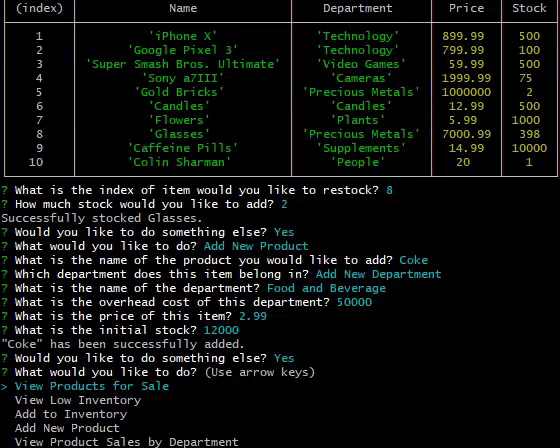 (index) Name Department Price Stock
1 'iPhone X' 'Technology' 899.99 500
2 'Google Pixel 3' 'Technology' 799.99 100
3 'Super Smash Bros. Ultimate' 'Video Games' 59.99 500
4 'Sony a7III' 'Cameras' 1999.99 75
5 'Gold Bricks' 'Precious Metals' 1000000 2
6 'Candles' 'Candles' 12.99 500
7 'Flowers' 'Plants' 5.99 1000
8 'Glasses' 'Precious Metals' 7000.99 398
9 'Caffeine Pills' 'Supplements' 14.99 10000
10 'Colin Sharman' 'People' 20 1
? What is the index of item would you like to restock? 8
? How much stock would you like to add? 2
Successfully stocked Glasses.
? Would you like to do something else? Yes
? What would you like to do? Add New Product
? What is the name of the product you would like to add? Coke
? Which department does this item belong in? Add New Department
? What is the name of the department? Food and Beverage
? What is the overhead cost of this department? 50000
? What is the price of this item? 2.99
? What is the initial stock? 12000
"Coke" has been successfully added.
? Would you like to do something else? Yes
? What would you like to do? (Use arrow keys)
> View Products for Sale
View Low Inventory
Add to Inventory
Add New Product
View Product Sales by Department